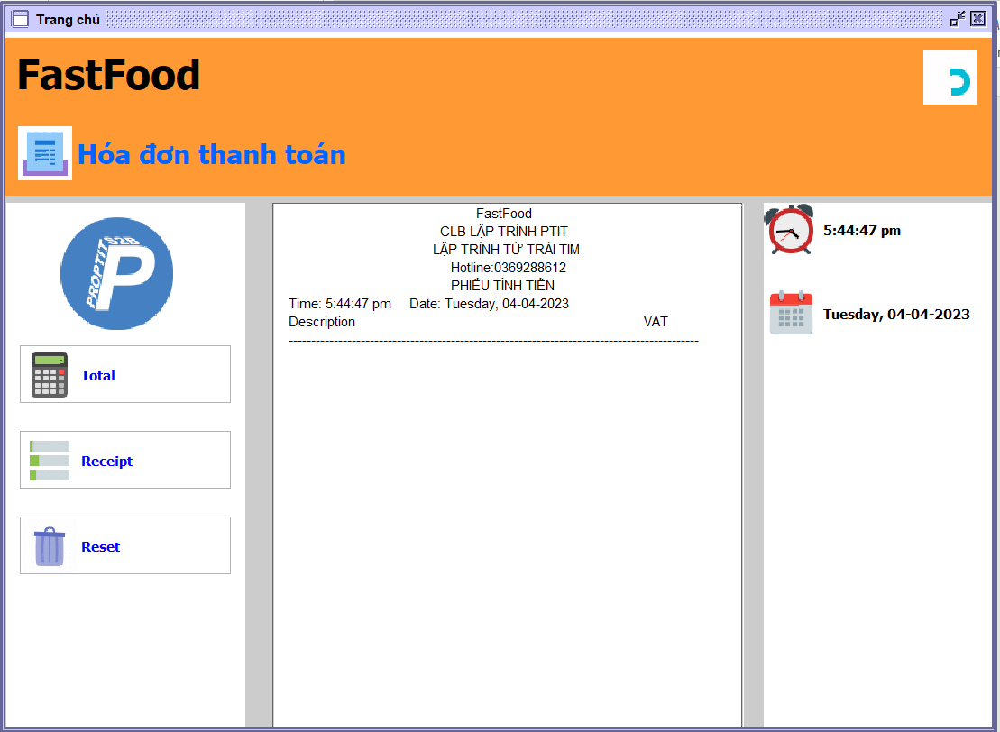 Trang chủ
FastFood
Hóa đơn thanh toán
PROPTIT
P
Total
Receipt
Reset
FastFood
CLB LẬP TRÌNH PTIT
LẬP TRÌNH TỪ TRÁI TIM
Hotline:0369288612
PHIẾU TÍNH TIỀN
Time: 5:44:47 pm Date: Tuesday, 04-04-2023
Description VAT
-------------------------------------------------------------------------------------------
5:44:47 pm
Tuesday, 04-04-2023